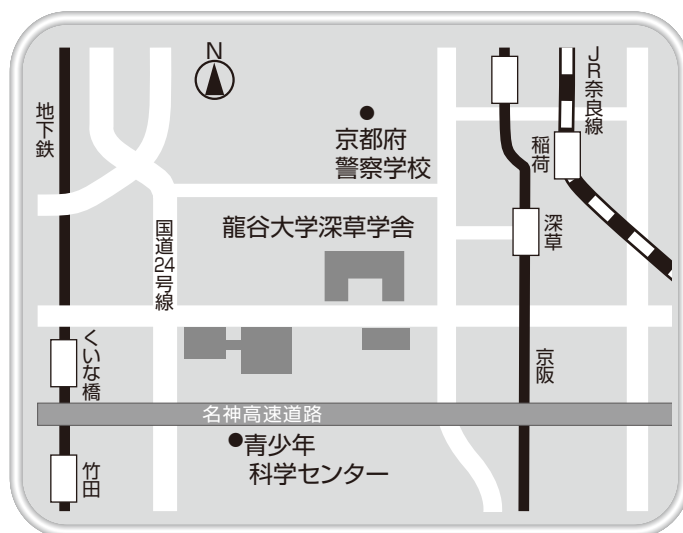 N
地下鉄
京都府
警察学校
JR奈良線
稲荷
龍谷大学深草学舎
深草
国道24号線
くいな橋
京阪
名神高速道路
青少年
科学センター
竹田